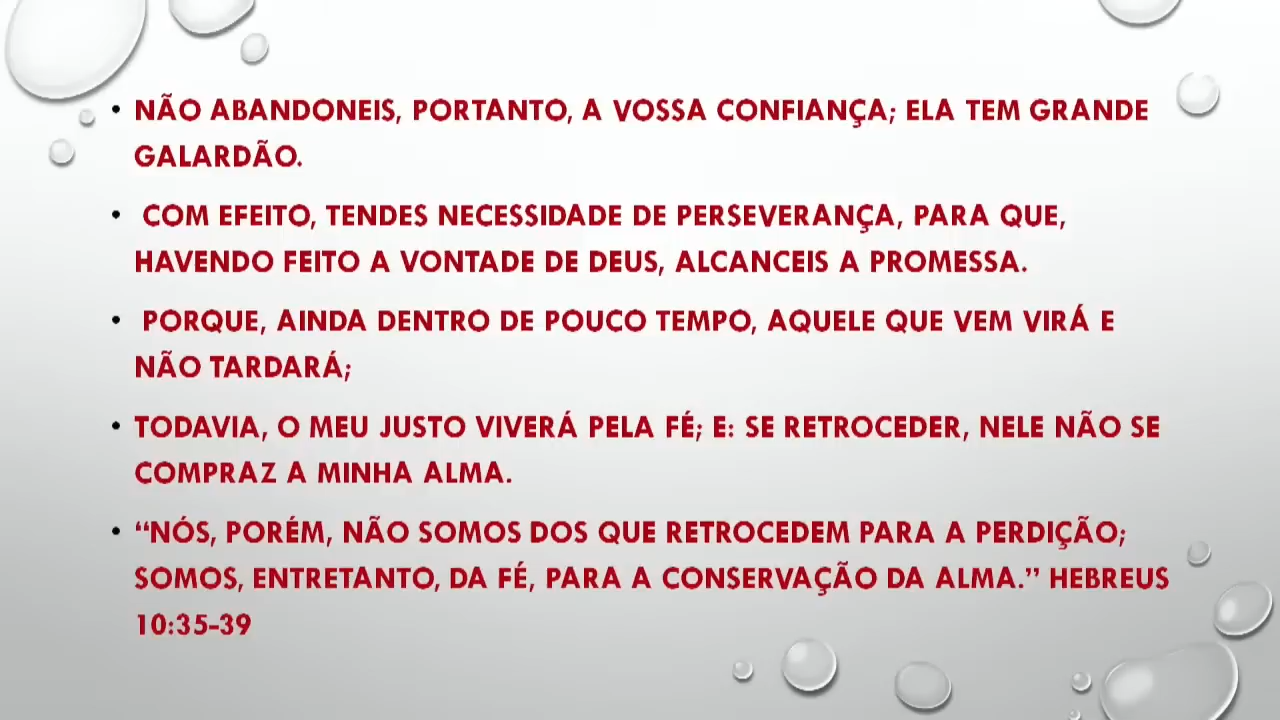 • NÃO ABANDONEIS, PORTANTO, A VOSSA CONFIANÇA; ELA TEM GRANDE
GALARDÃO.
• COM EFEITO, TENDES NECESSIDADE DE PERSEVERANÇA, PARA QUE,
HAVENDO FEITO A VONTADE DE DEUS, ALCANCEIS A PROMESSA.
• PORQUE, AINDA DENTRO DE POUCO TEMPO, AQUELE QUE VEM VIRÁ E
NÃO TARDARÁ;
• TODAVIA, O MEU JUSTO VIVERÁ PELA FÉ; E: SE RETROCEDER, NELE NÃO SE
COMPRAZ A MINHA ALMA.
• “NÓS, PORÉM, NÃO SOMOS DOS QUE RETROCEDEM PARA A PERDIÇÃO;
SOMOS, ENTRETANTO, DA FÉ, PARA A CONSERVAÇÃO DA ALMA.” HEBREUS
10:35-39